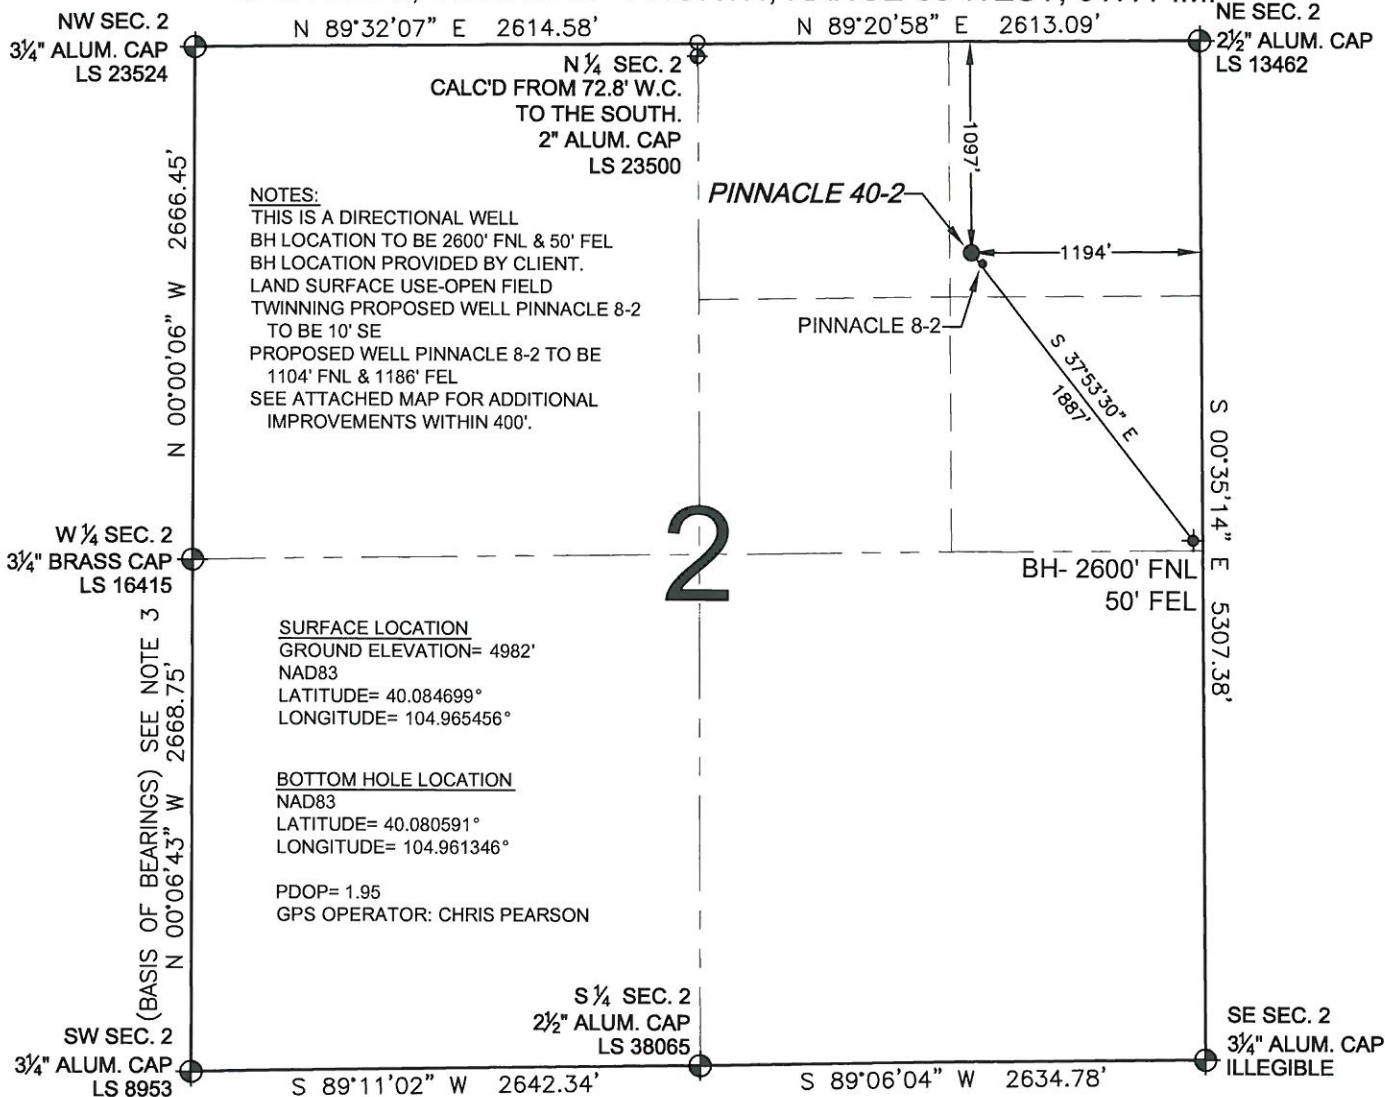 NW SEC. 2
3¼" ALUM. CAP
LS 23524
N 89°32'07" E 2614.58'
N 89°20'58" E 2613.09'
NE SEC. 2
2½" ALUM. CAP
LS 13462
N ¼ SEC. 2
CALC'D FROM 72.8' W.C.
TO THE SOUTH.
2" ALUM. CAP
LS 23500
1097'
PINNACLE 40-2
1194'
PINNACLE 8-2
N 00°00'06" W 2666.45'
NOTES:
THIS IS A DIRECTIONAL WELL
BH LOCATION TO BE 2600' FNL & 50' FEL
BH LOCATION PROVIDED BY CLIENT.
LAND SURFACE USE-OPEN FIELD
TWINNING PROPOSED WELL PINNACLE 8-2
TO BE 10' SE
PROPOSED WELL PINNACLE 8-2 TO BE
1104' FNL & 1186' FEL
SEE ATTACHED MAP FOR ADDITIONAL
IMPROVEMENTS WITHIN 400'.
S 37°53'30" E
1887'
S 00°35'14" E 5307.38'
W ¼ SEC. 2
3¼" BRASS CAP
LS 16415
2
BH- 2600' FNL
50' FEL
(BASIS OF BEARINGS) SEE NOTE 3
N 00°06'43" W 2668.75'
SURFACE LOCATION
GROUND ELEVATION= 4982'
NAD83
LATITUDE= 40.084699°
LONGITUDE= 104.965456°
BOTTOM HOLE LOCATION
NAD83
LATITUDE= 40.080591°
LONGITUDE= 104.961346°
PDOP= 1.95
GPS OPERATOR: CHRIS PEARSON
SW SEC. 2
3¼" ALUM. CAP
LS 8953
S ¼ SEC. 2
2½" ALUM. CAP
LS 38065
SE SEC. 2
3¼" ALUM. CAP
ILLEGIBLE
S 89°11'02" W 2642.34'
S 89°06'04" W 2634.78'